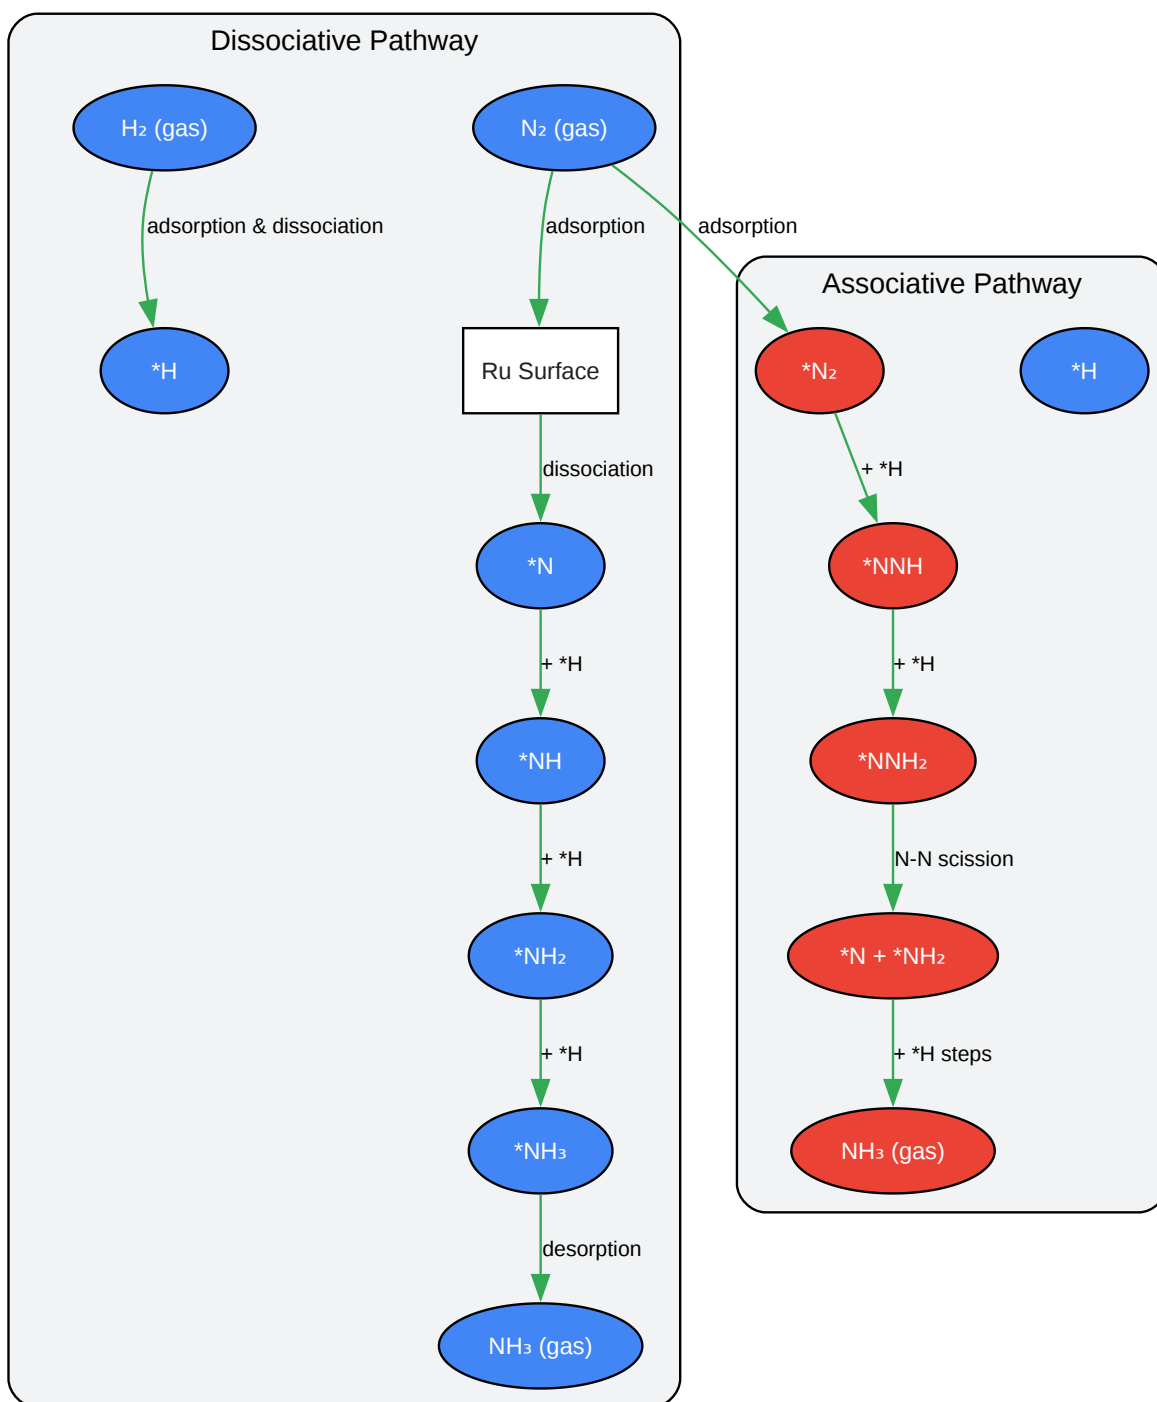 Dissociative Pathway
H₂ (gas)
N₂ (gas)
adsorption & dissociation
adsorption
adsorption
Associative Pathway
*H
Ru Surface
*N₂
*H
dissociation
+ *H
*N
*NNH
+ *H
+ *H
*NH
*NNH₂
+ *H
N-N scission
*NH₂
*N + *NH₂
+ *H
+ *H steps
*NH₃
NH₃ (gas)
desorption
NH₃ (gas)